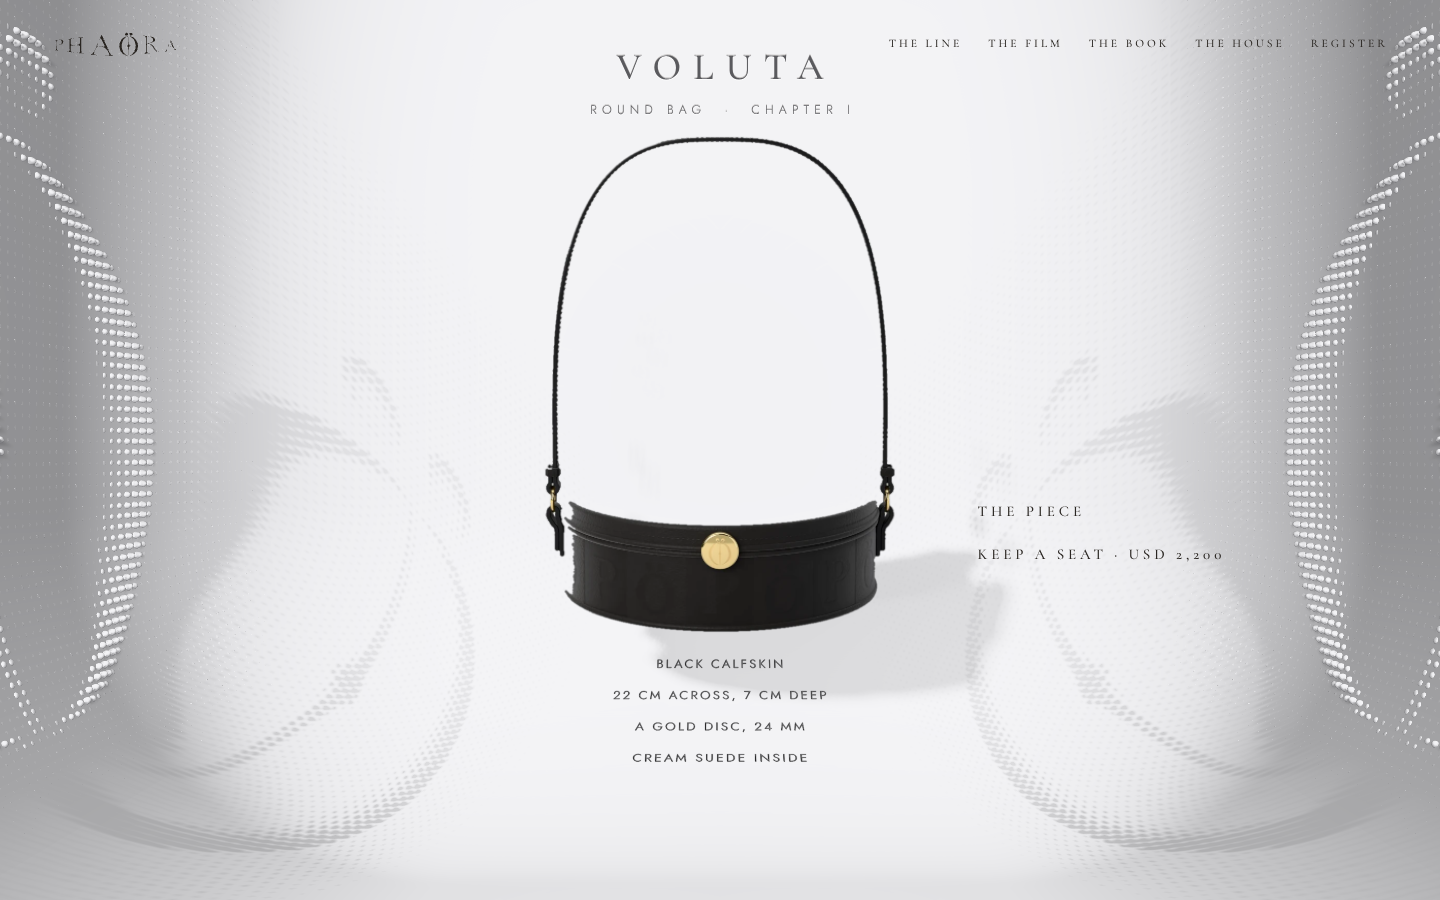 PHAÖRA
THE LINE THE FILM THE BOOK THE HOUSE REGISTER
VOLUTA
ROUND BAG · CHAPTER I
THE PIECE
KEEP A SEAT · USD 2,200
BLACK CALFSKIN
22 CM ACROSS, 7 CM DEEP
A GOLD DISC, 24 MM
CREAM SUEDE INSIDE